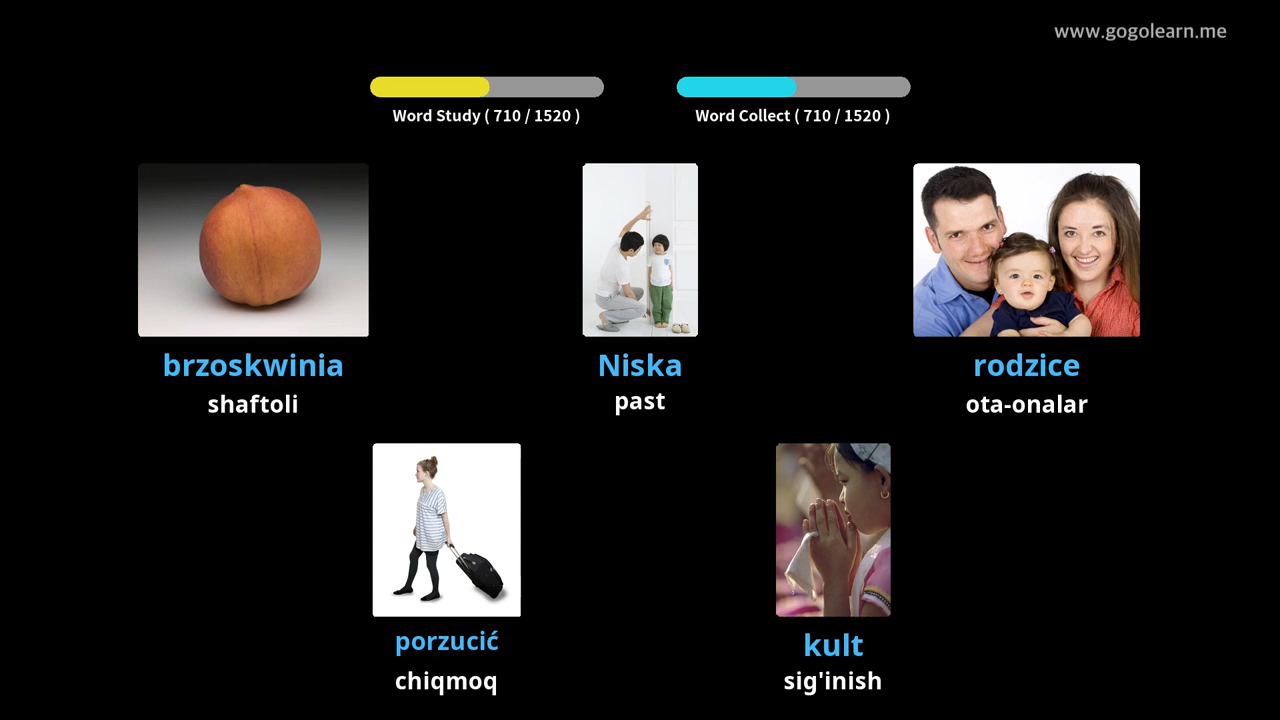 www.gogolearn.me
Word Study ( 710 / 1520 )
Word Collect ( 710 / 1520 )
brzoskwinia
shaftoli
Niska
past
rodzice
ota-onalar
porzucić
chiqmoq
kult
sig'inish